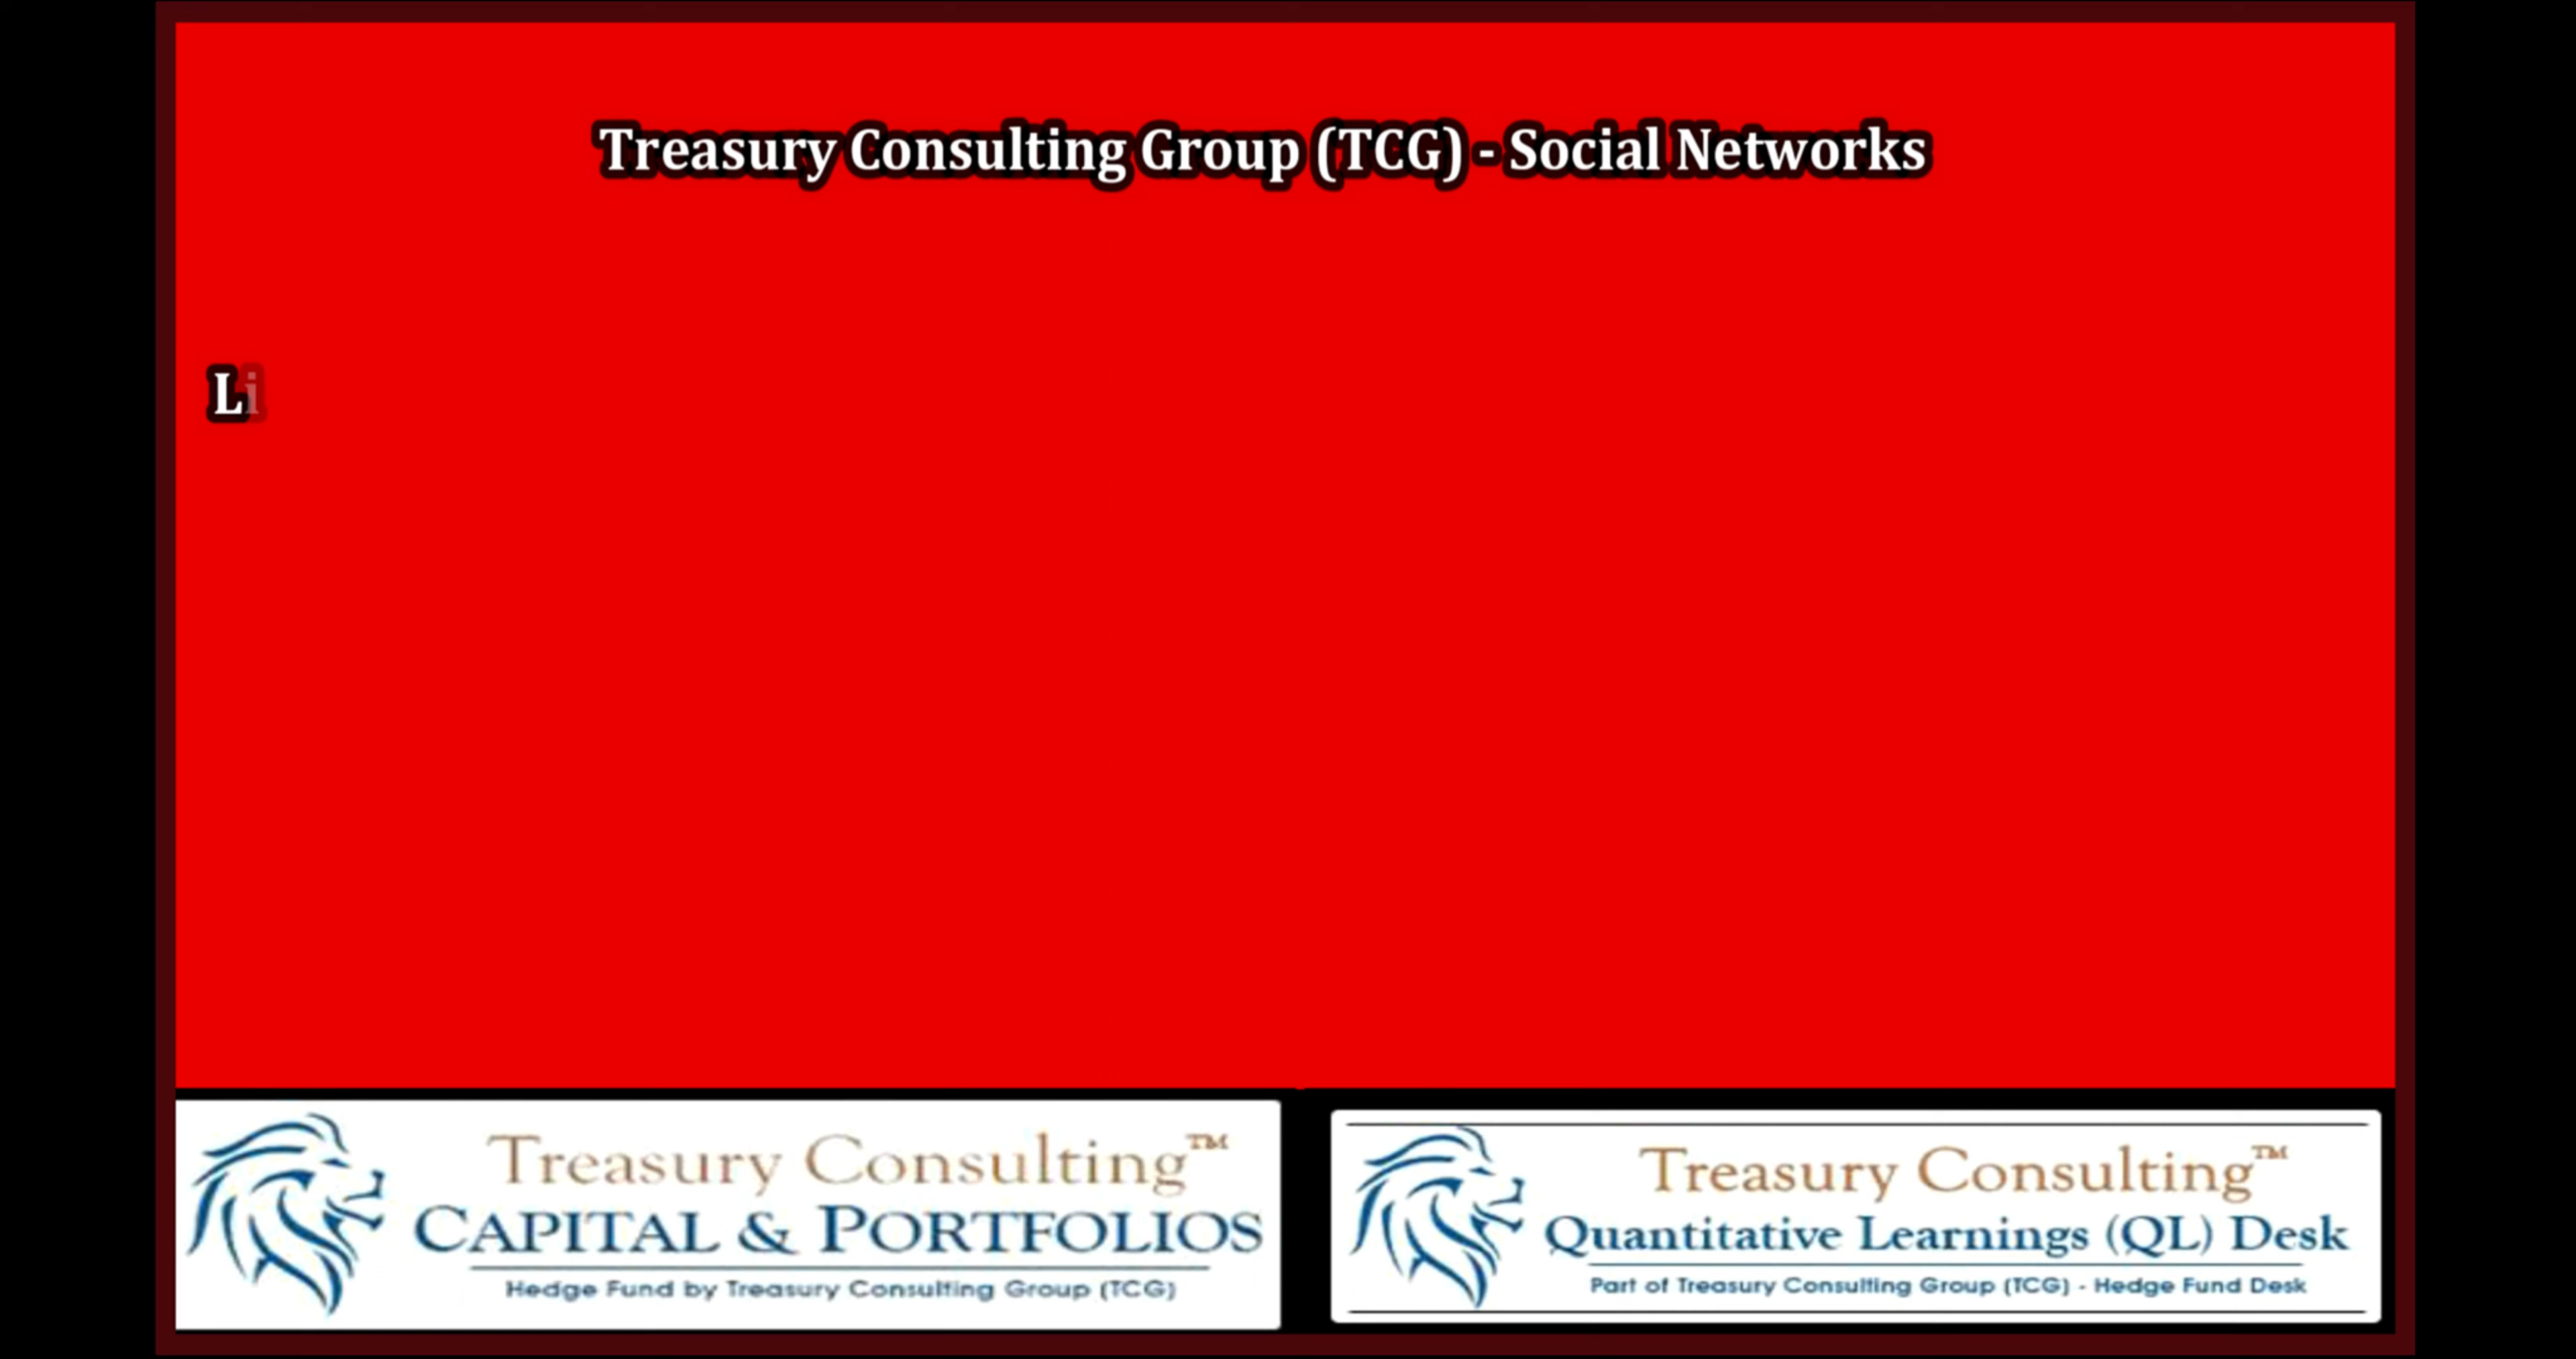 Treasury Consulting Group (TCG) - Social Networks
Li
Treasury Consulting™
CAPITAL & PORTFOLIOS
Hedge Fund by Treasury Consulting Group (TCG)
Treasury Consulting™
Quantitative Learnings (QL) Desk
Part of Treasury Consulting Group (TCG) - Hedge Fund Desk